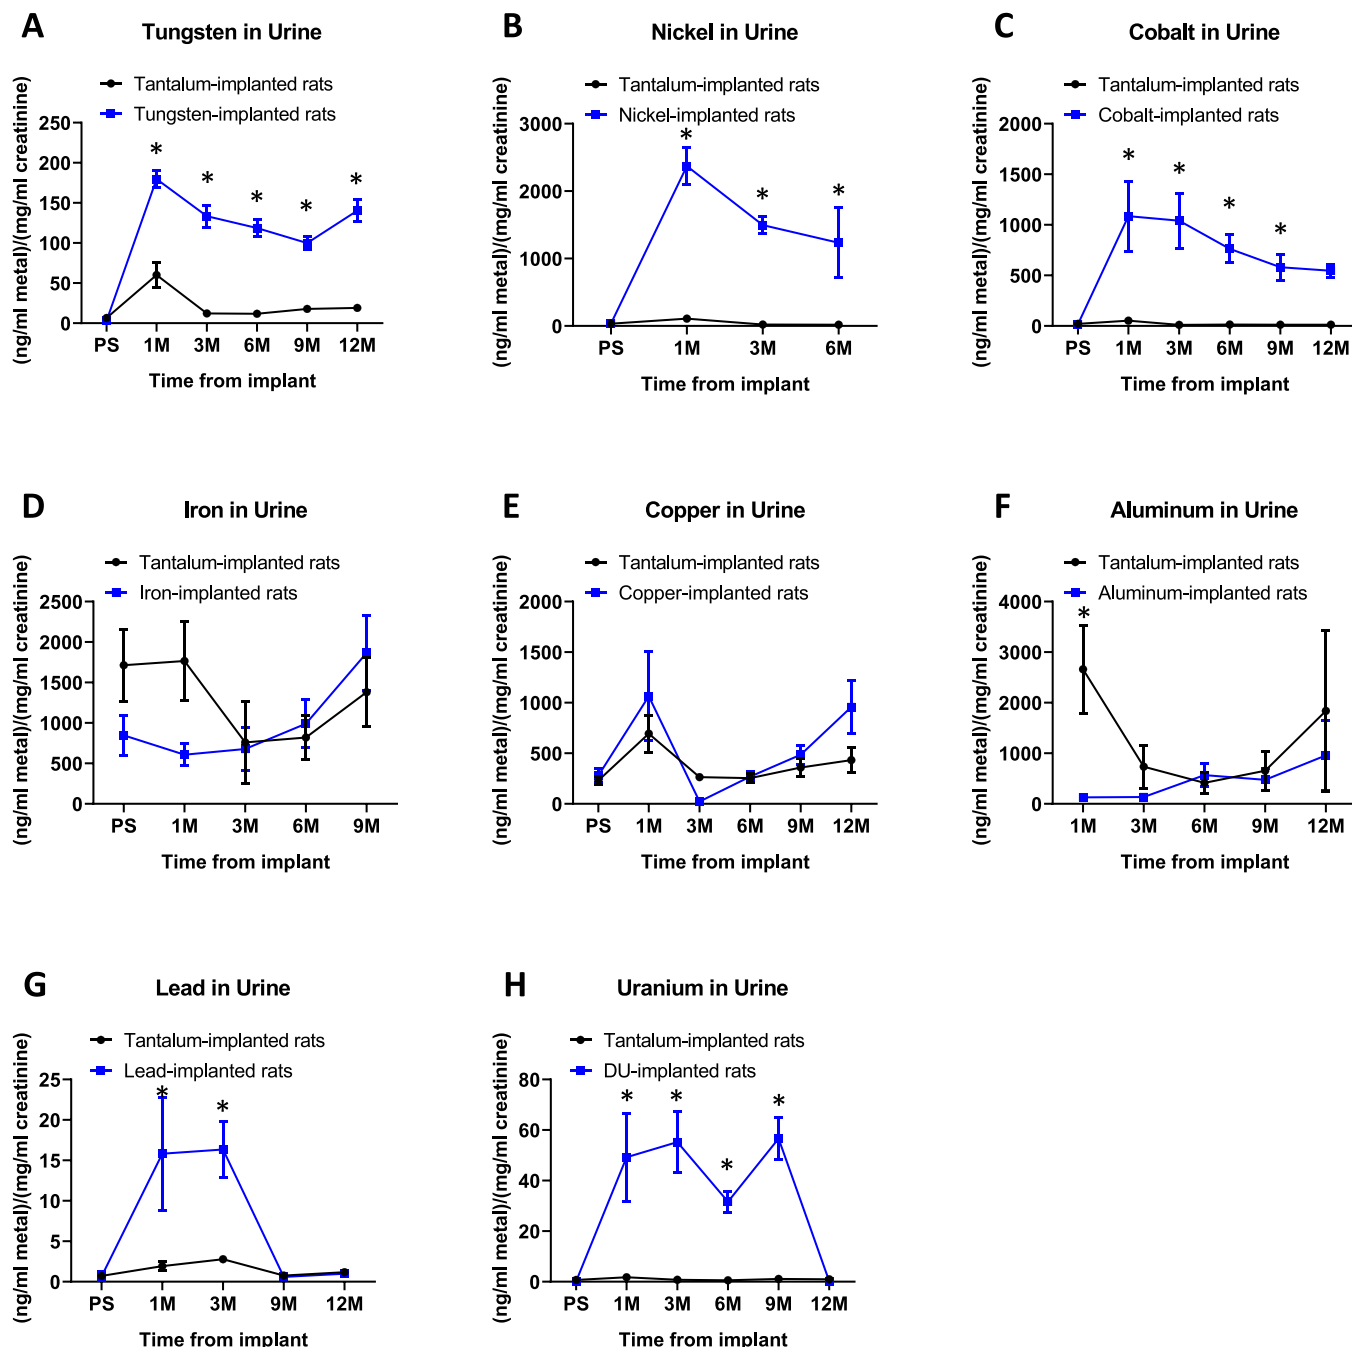 A
Tungsten in Urine
Tantalum-implanted rats
Tungsten-implanted rats
(ng/ml metal)/(mg/ml creatinine)
250
200
150
100
50
0
* * * * *
PS 1M 3M 6M 9M 12M
Time from implant
B
Nickel in Urine
Tantalum-implanted rats
Nickel-implanted rats
(ng/ml metal)/(mg/ml creatinine)
3000
2000
1000
0
* * *
PS 1M 3M 6M
Time from implant
C
Cobalt in Urine
Tantalum-implanted rats
Cobalt-implanted rats
(ng/ml metal)/(mg/ml creatinine)
2000
1500
1000
500
0
* * * *
PS 1M 3M 6M 9M 12M
Time from implant
D
Iron in Urine
Tantalum-implanted rats
Iron-implanted rats
(ng/ml metal)/(mg/ml creatinine)
2500
2000
1500
1000
500
0
PS 1M 3M 6M 9M
Time from implant
E
Copper in Urine
Tantalum-implanted rats
Copper-implanted rats
(ng/ml metal)/(mg/ml creatinine)
2000
1500
1000
500
0
PS 1M 3M 6M 9M 12M
Time from implant
F
Aluminum in Urine
Tantalum-implanted rats
Aluminum-implanted rats
(ng/ml metal)/(mg/ml creatinine)
4000
3000
2000
1000
0
*
1M 3M 6M 9M 12M
Time from implant
G
Lead in Urine
Tantalum-implanted rats
Lead-implanted rats
(ng/ml metal)/(mg/ml creatinine)
25
20
15
10
5
0
* *
PS 1M 3M 9M 12M
Time from implant
H
Uranium in Urine
Tantalum-implanted rats
DU-implanted rats
(ng/ml metal)/(mg/ml creatinine)
80
60
40
20
0
* * * *
PS 1M 3M 6M 9M 12M
Time from implant